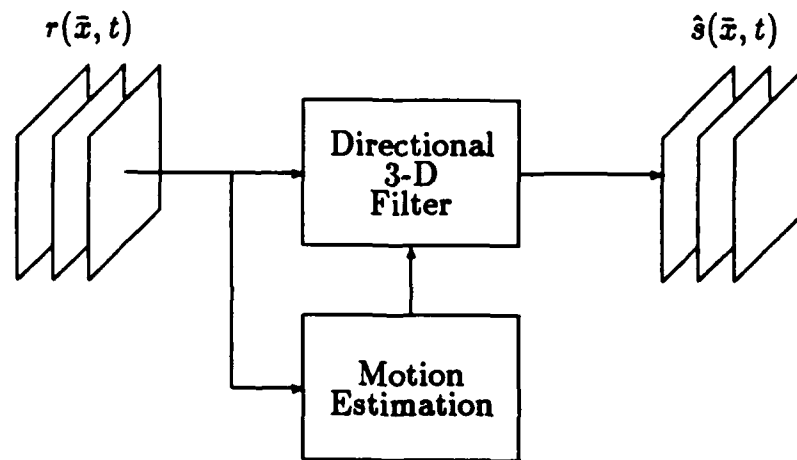 r(x̄, t)
ŝ(x̄, t)
Directional
3-D
Filter
Motion
Estimation